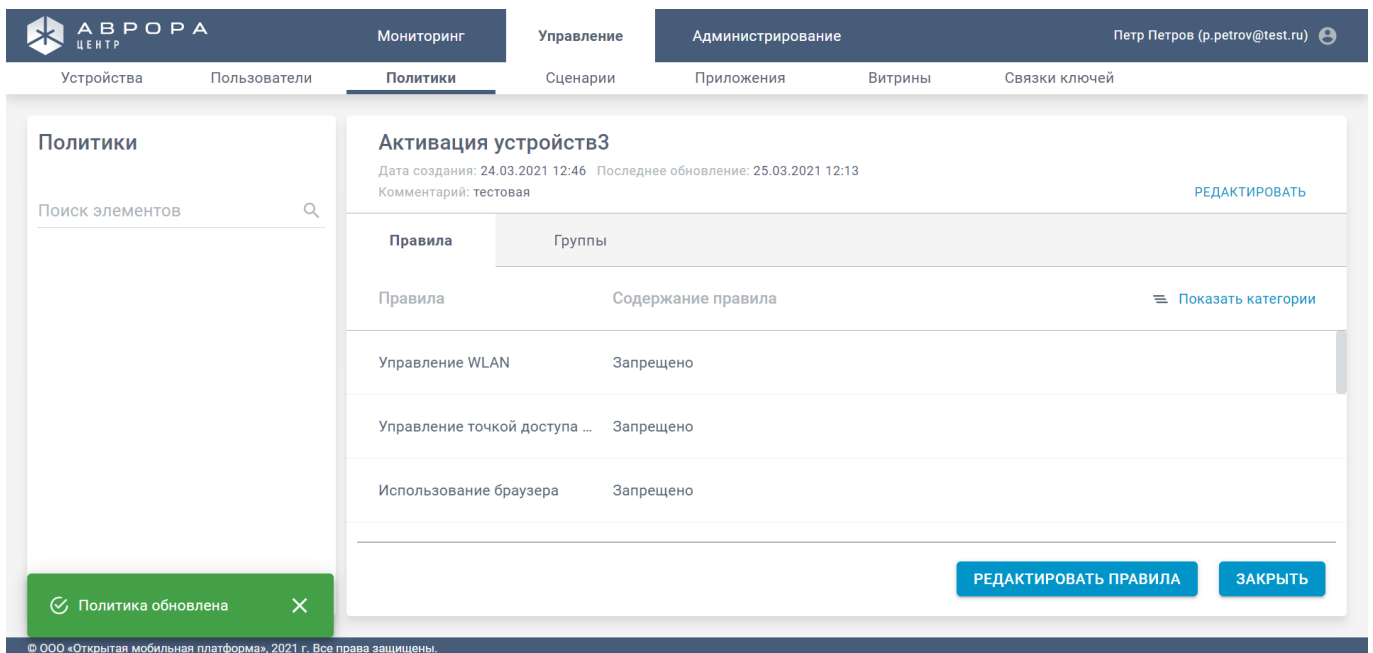 АВРОРА
ЦЕНТР
Мониторинг Управление Администрирование Петр Петров (p.petrov@test.ru)
Устройства Пользователи Политики Сценарии Приложения Витрины Связки ключей
Политики
Поиск элементов
Активация устройств3
Дата создания: 24.03.2021 12:46 Последнее обновление: 25.03.2021 12:13
Комментарий: тестовая
РЕДАКТИРОВАТЬ
Правила Группы
Правила Содержание правила Показать категории
Управление WLAN Запрещено
Управление точкой доступа ... Запрещено
Использование браузера Запрещено
РЕДАКТИРОВАТЬ ПРАВИЛА ЗАКРЫТЬ
Политика обновлена
© ООО «Открытая мобильная платформа», 2021 г. Все права защищены.